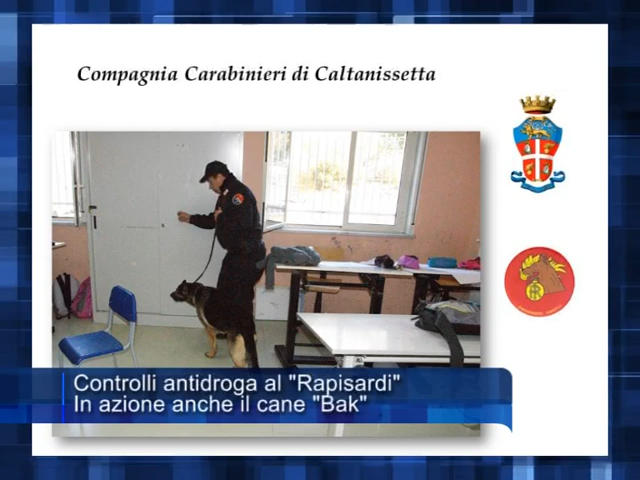 Compagnia Carabinieri di Caltanissetta
Controlli antidroga al "Rapisardi"
In azione anche il cane "Bak"